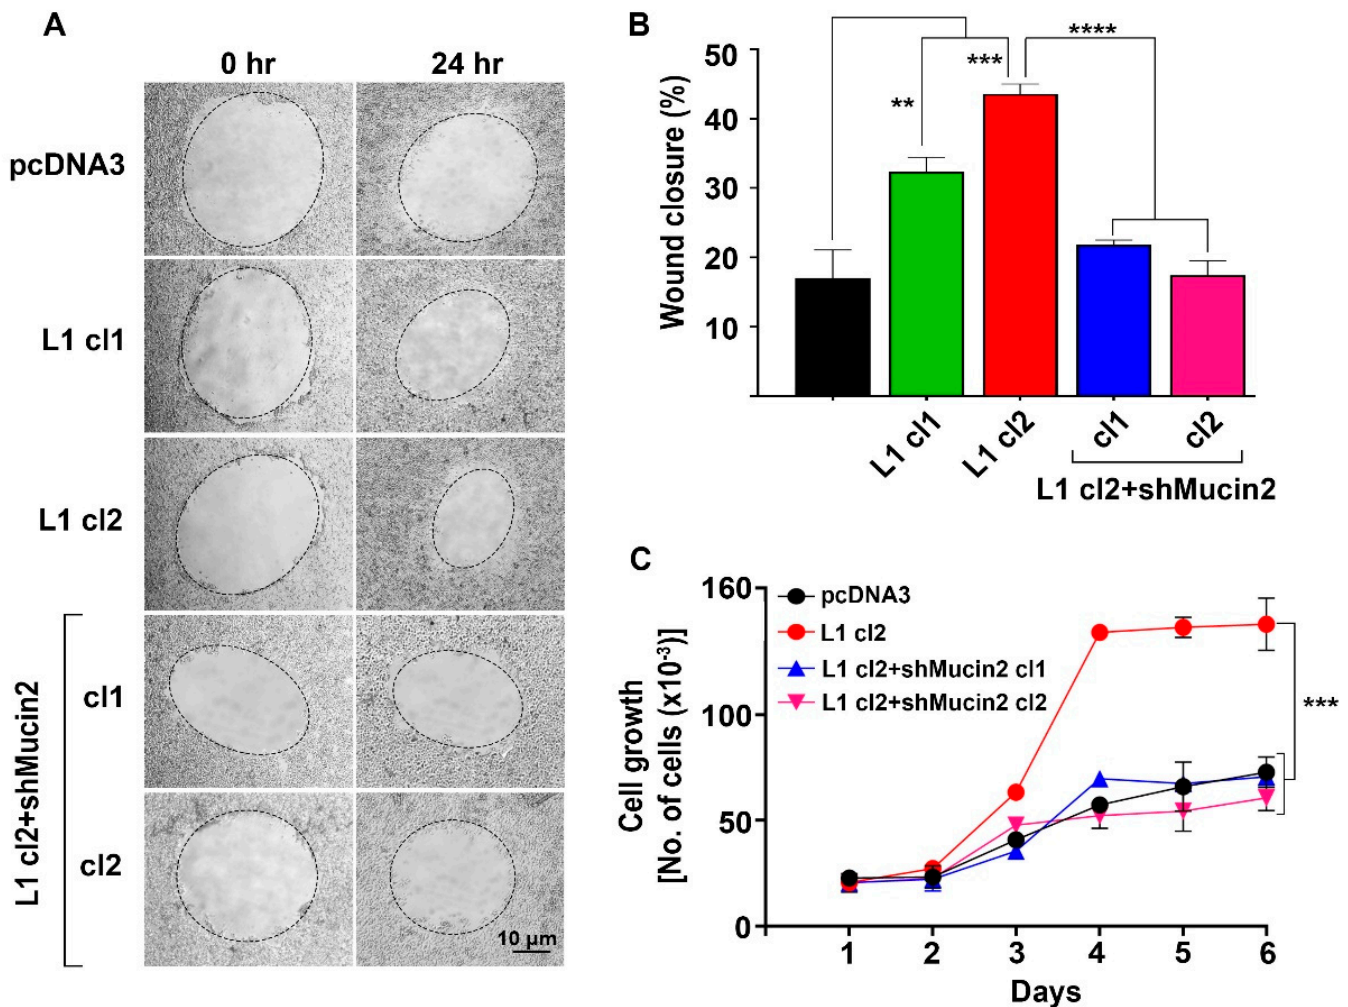 A
0 hr 24 hr
pcDNA3
L1 cl1
L1 cl2
L1 cl2+shMucin2
cl1
cl2
10 µm
B
Wound closure (%)
50
40
30
20
10
**
***
****
L1 cl1
L1 cl2
cl1
cl2
L1 cl2+shMucin2
C
Cell growth
[No. of cells (x10⁻³)]
160
100
50
0
pcDNA3
L1 cl2
L1 cl2+shMucin2 cl1
L1 cl2+shMucin2 cl2
***
1 2 3 4 5 6
Days